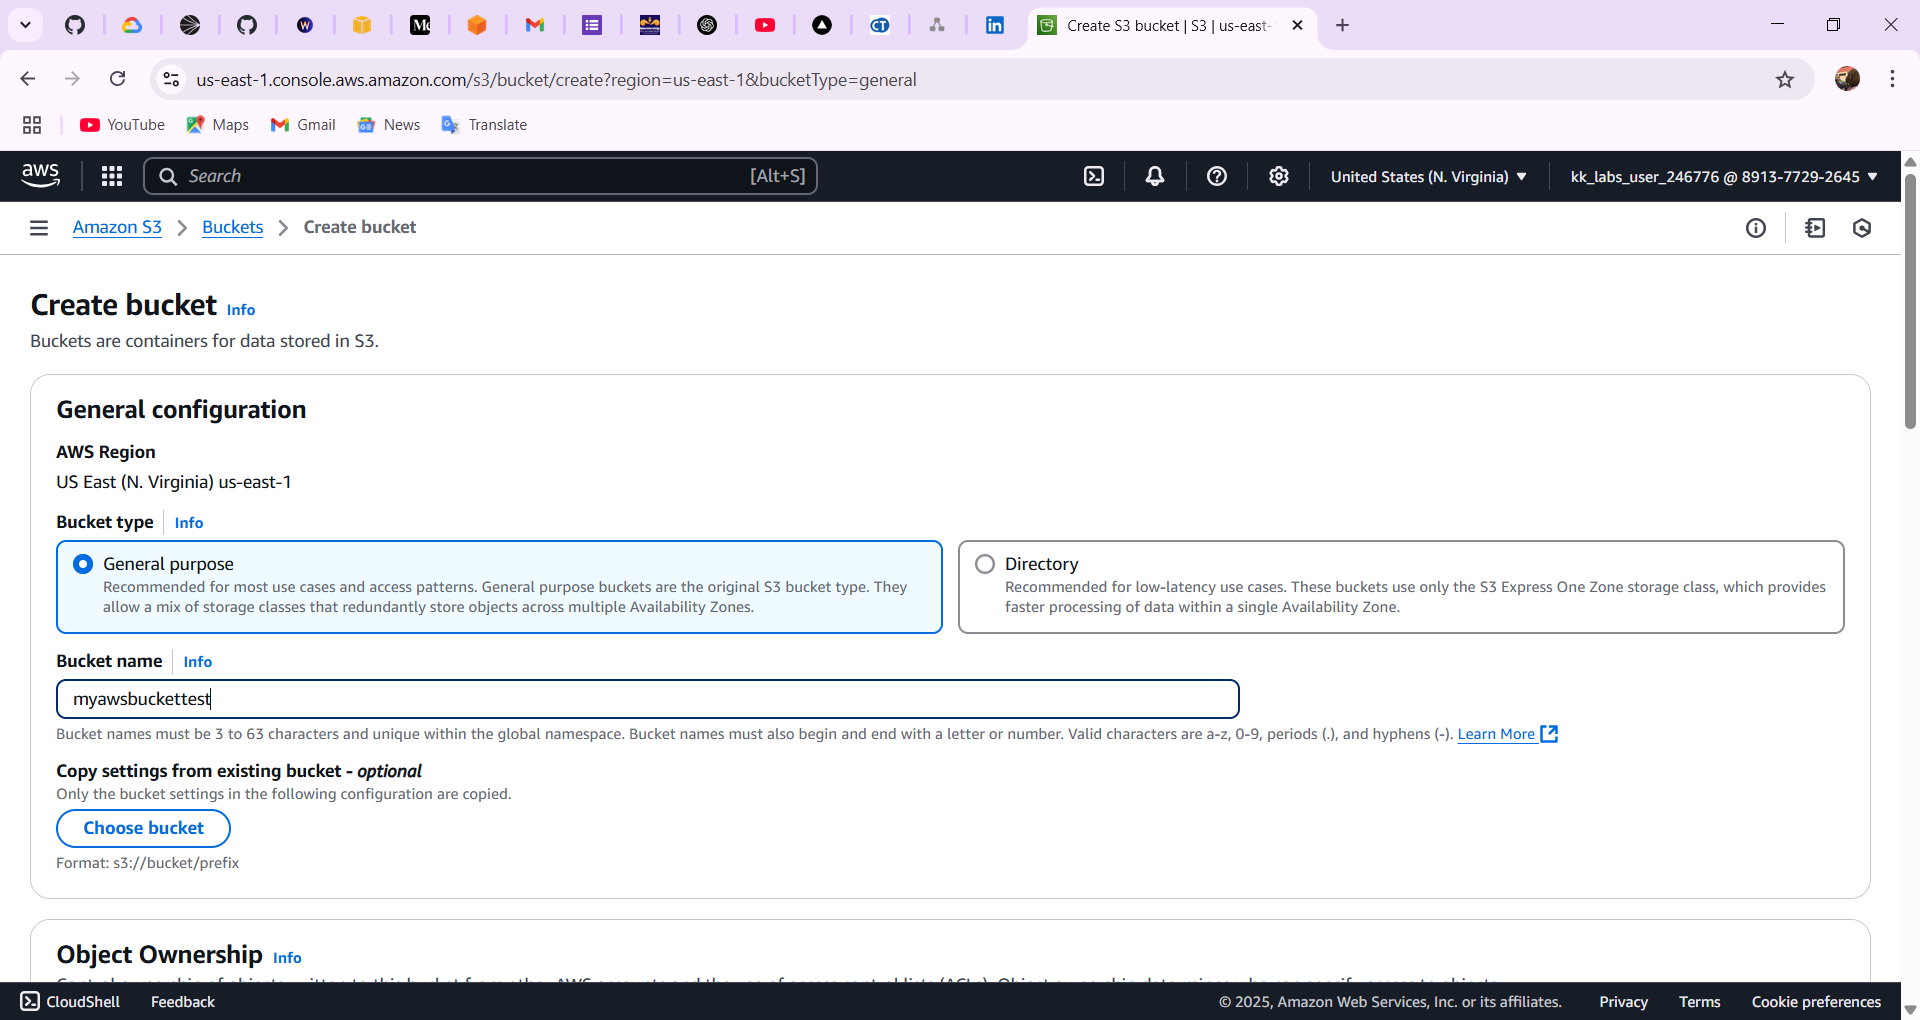 Create S3 bucket | S3 | us-east-
us-east-1.console.aws.amazon.com/s3/bucket/create?region=us-east-1&bucketType=general
YouTube Maps Gmail News Translate
aws Search [Alt+S] United States (N. Virginia) kk_labs_user_246776 @ 8913-7729-2645
Amazon S3 Buckets Create bucket
Create bucket Info
Buckets are containers for data stored in S3.
General configuration
AWS Region
US East (N. Virginia) us-east-1
Bucket type Info
General purpose
Recommended for most use cases and access patterns. General purpose buckets are the original S3 bucket type. They
allow a mix of storage classes that redundantly store objects across multiple Availability Zones.
Directory
Recommended for low-latency use cases. These buckets use only the S3 Express One Zone storage class, which provides
faster processing of data within a single Availability Zone.
Bucket name Info
myawsbuckettest
Bucket names must be 3 to 63 characters and unique within the global namespace. Bucket names must also begin and end with a letter or number. Valid characters are a-z, 0-9, periods (.), and hyphens (-). Learn More
Copy settings from existing bucket - optional
Only the bucket settings in the following configuration are copied.
Choose bucket
Format: s3://bucket/prefix
Object Ownership Info
CloudShell Feedback © 2025, Amazon Web Services, Inc. or its affiliates. Privacy Terms Cookie preferences